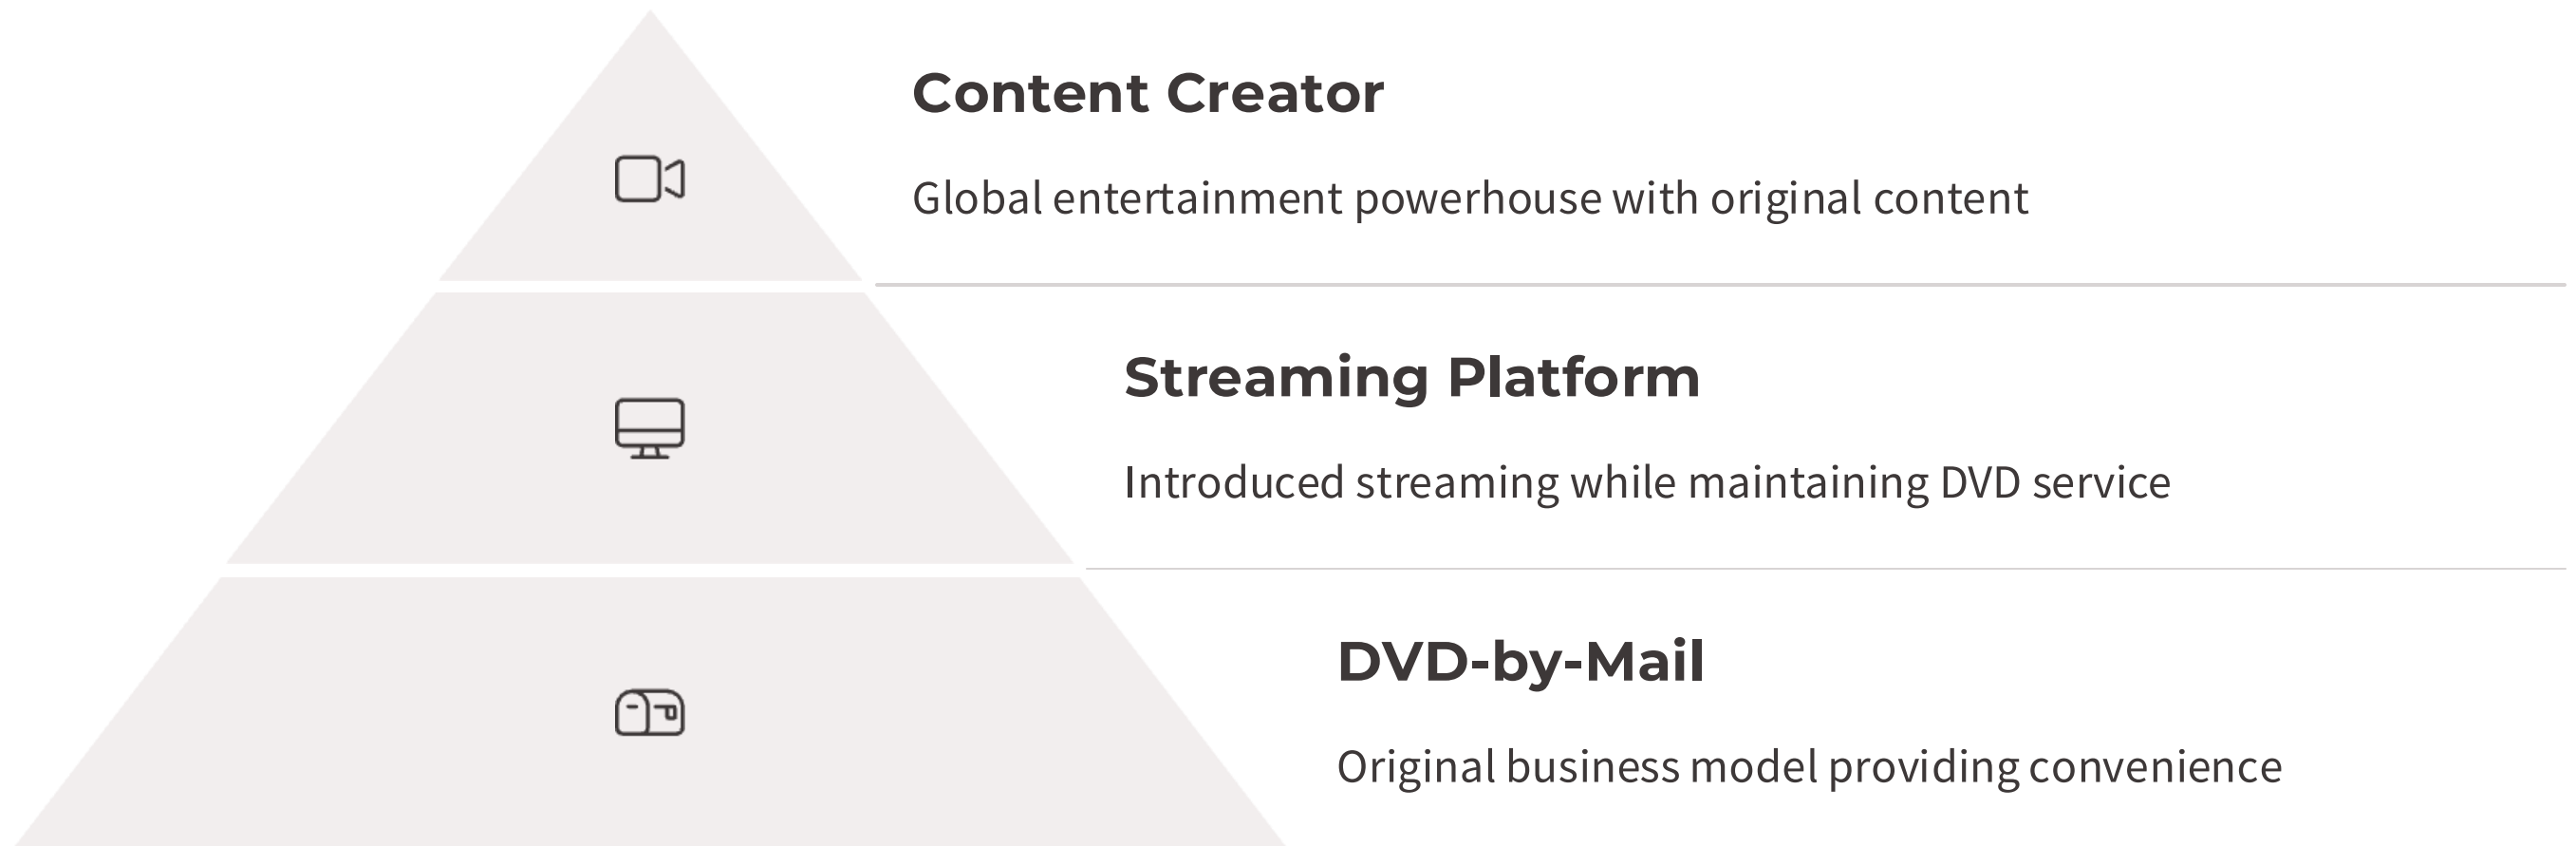 Content Creator
Global entertainment powerhouse with original content
Streaming Platform
Introduced streaming while maintaining DVD service
DVD-by-Mail
Original business model providing convenience